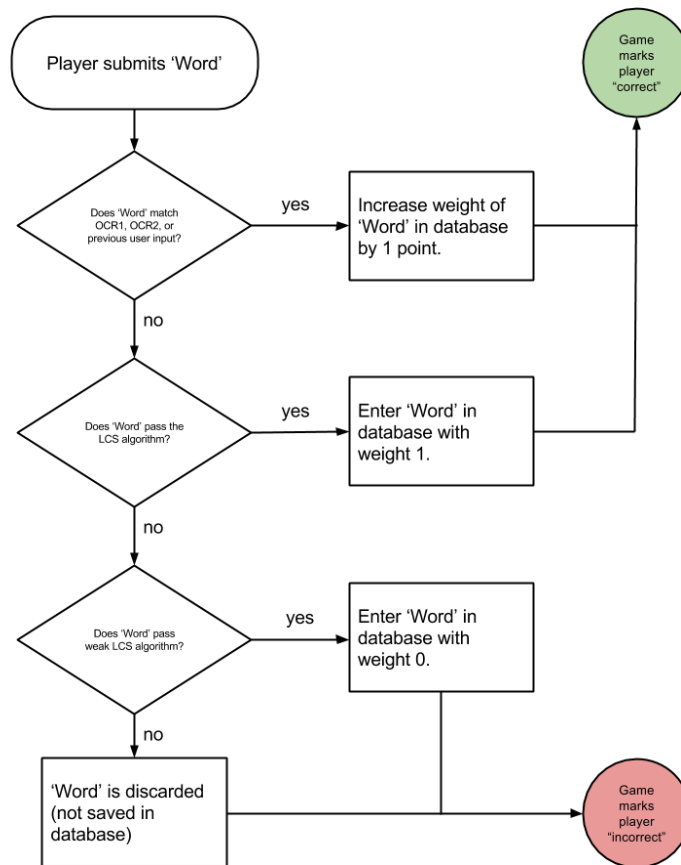 Player submits ‘Word’
Game
marks
player
“correct”
Does ‘Word’ match
OCR1, OCR2, or
previous user input?
yes
Increase weight of
‘Word’ in database
by 1 point.
no
Does ‘Word’ pass the
LCS algorithm?
yes
Enter ‘Word’ in
database with
weight 1.
no
Does ‘Word’ pass
weak LCS algorithm?
yes
Enter ‘Word’ in
database with
weight 0.
no
‘Word’ is discarded
(not saved in
database)
Game
marks
player
“incorrect”